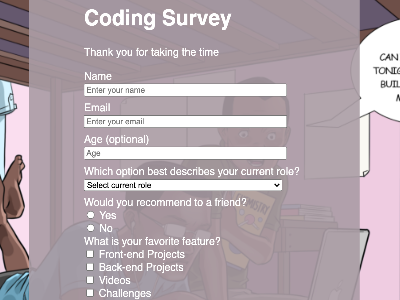 Coding Survey
Thank you for taking the time
Name
Enter your name
Email
Enter your email
Age (optional)
Age
Which option best describes your current role?
Select current role
Would you recommend to a friend?
Yes
No
What is your favorite feature?
Front-end Projects
Back-end Projects
Videos
Challenges
CAN
TONIG
BUIL